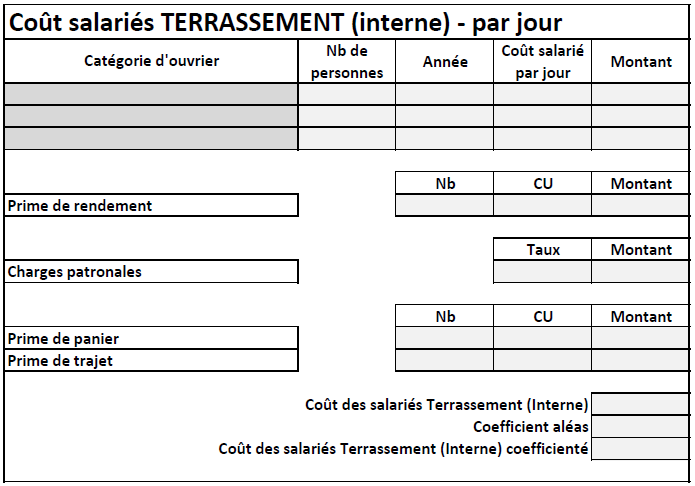 Coût salariés TERRASSEMENT (interne) - par jour
Catégorie d'ouvrier Nb de personnes Année Coût salarié par jour Montant
Nb CU Montant
Prime de rendement
Taux Montant
Charges patronales
Nb CU Montant
Prime de panier
Prime de trajet
Coût des salariés Terrassement (Interne)
Coefficient aléas
Coût des salariés Terrassement (Interne) coefficienté